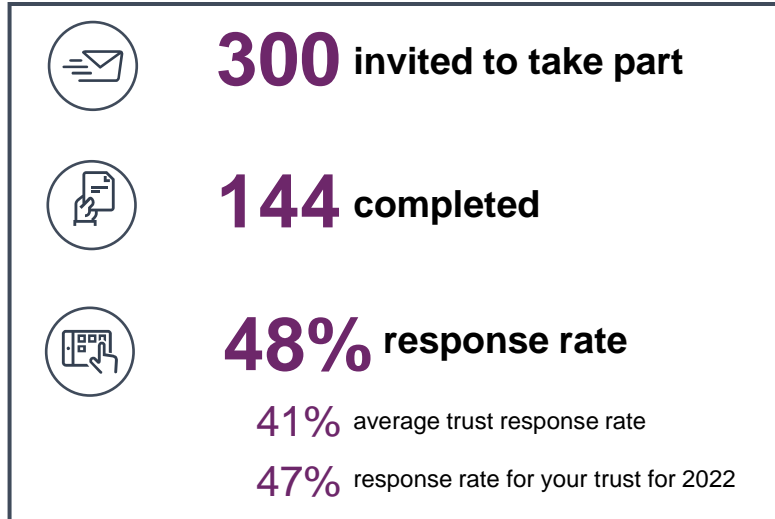 300 invited to take part
144 completed
48% response rate
41% average trust response rate
47% response rate for your trust for 2022